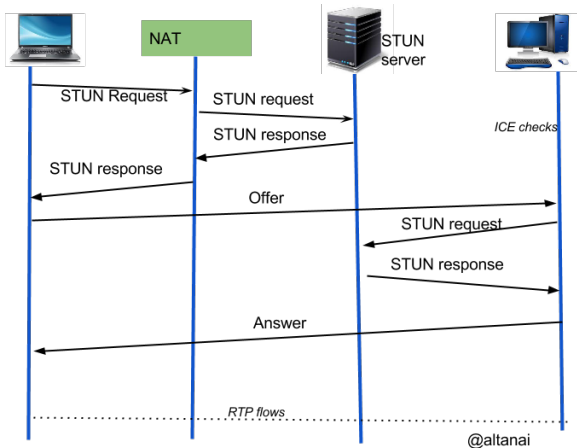 NAT
STUN
server
STUN Request
STUN request
ICE checks
STUN response
STUN response
Offer
STUN request
STUN response
Answer
RTP flows
@altanai